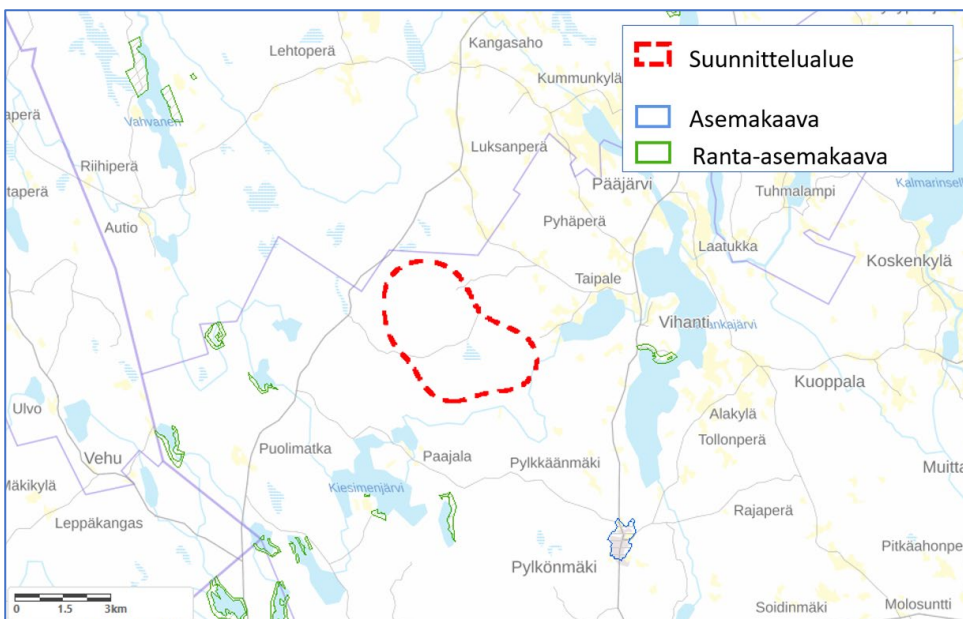 Lehtoperä
Kangasaho
Kummunkylä
Suunnittelualue
Asemakaava
Ranta-asemakaava
Vahvanen
Luksanperä
Riihiperä
Pääjärvi
Tuhmalampi
Autio
Pyhäperä
Laatukka
Koskenkylä
Taipale
Vihanti
Kuoppala
Ulvo
Alakylä
Tollonperä
Puolimatka
Paajala
Pylkkäänmäki
Vehu
Mäkikylä
Kiesimenjärvi
Leppäkangas
Rajaperä
Pylkönmäki
Soidinmäki
Molosuntti
0 1.5 3km